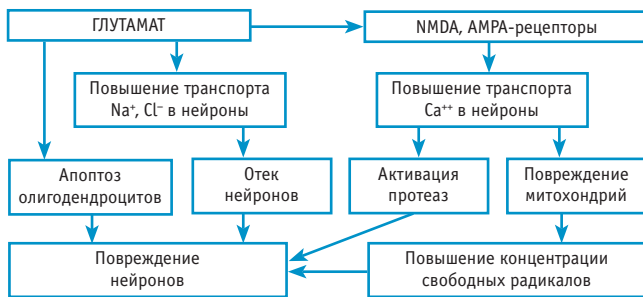 ГЛУТАМАТ
NMDA, AMPA-рецепторы
Повышение транспорта
Na⁺, Cl⁻ в нейроны
Повышение транспорта
Ca⁺⁺ в нейроны
Апоптоз
олигодендроцитов
Отек
нейронов
Активация
протеаз
Повреждение
митохондрий
Повреждение
нейронов
Повышение концентрации
свободных радикалов